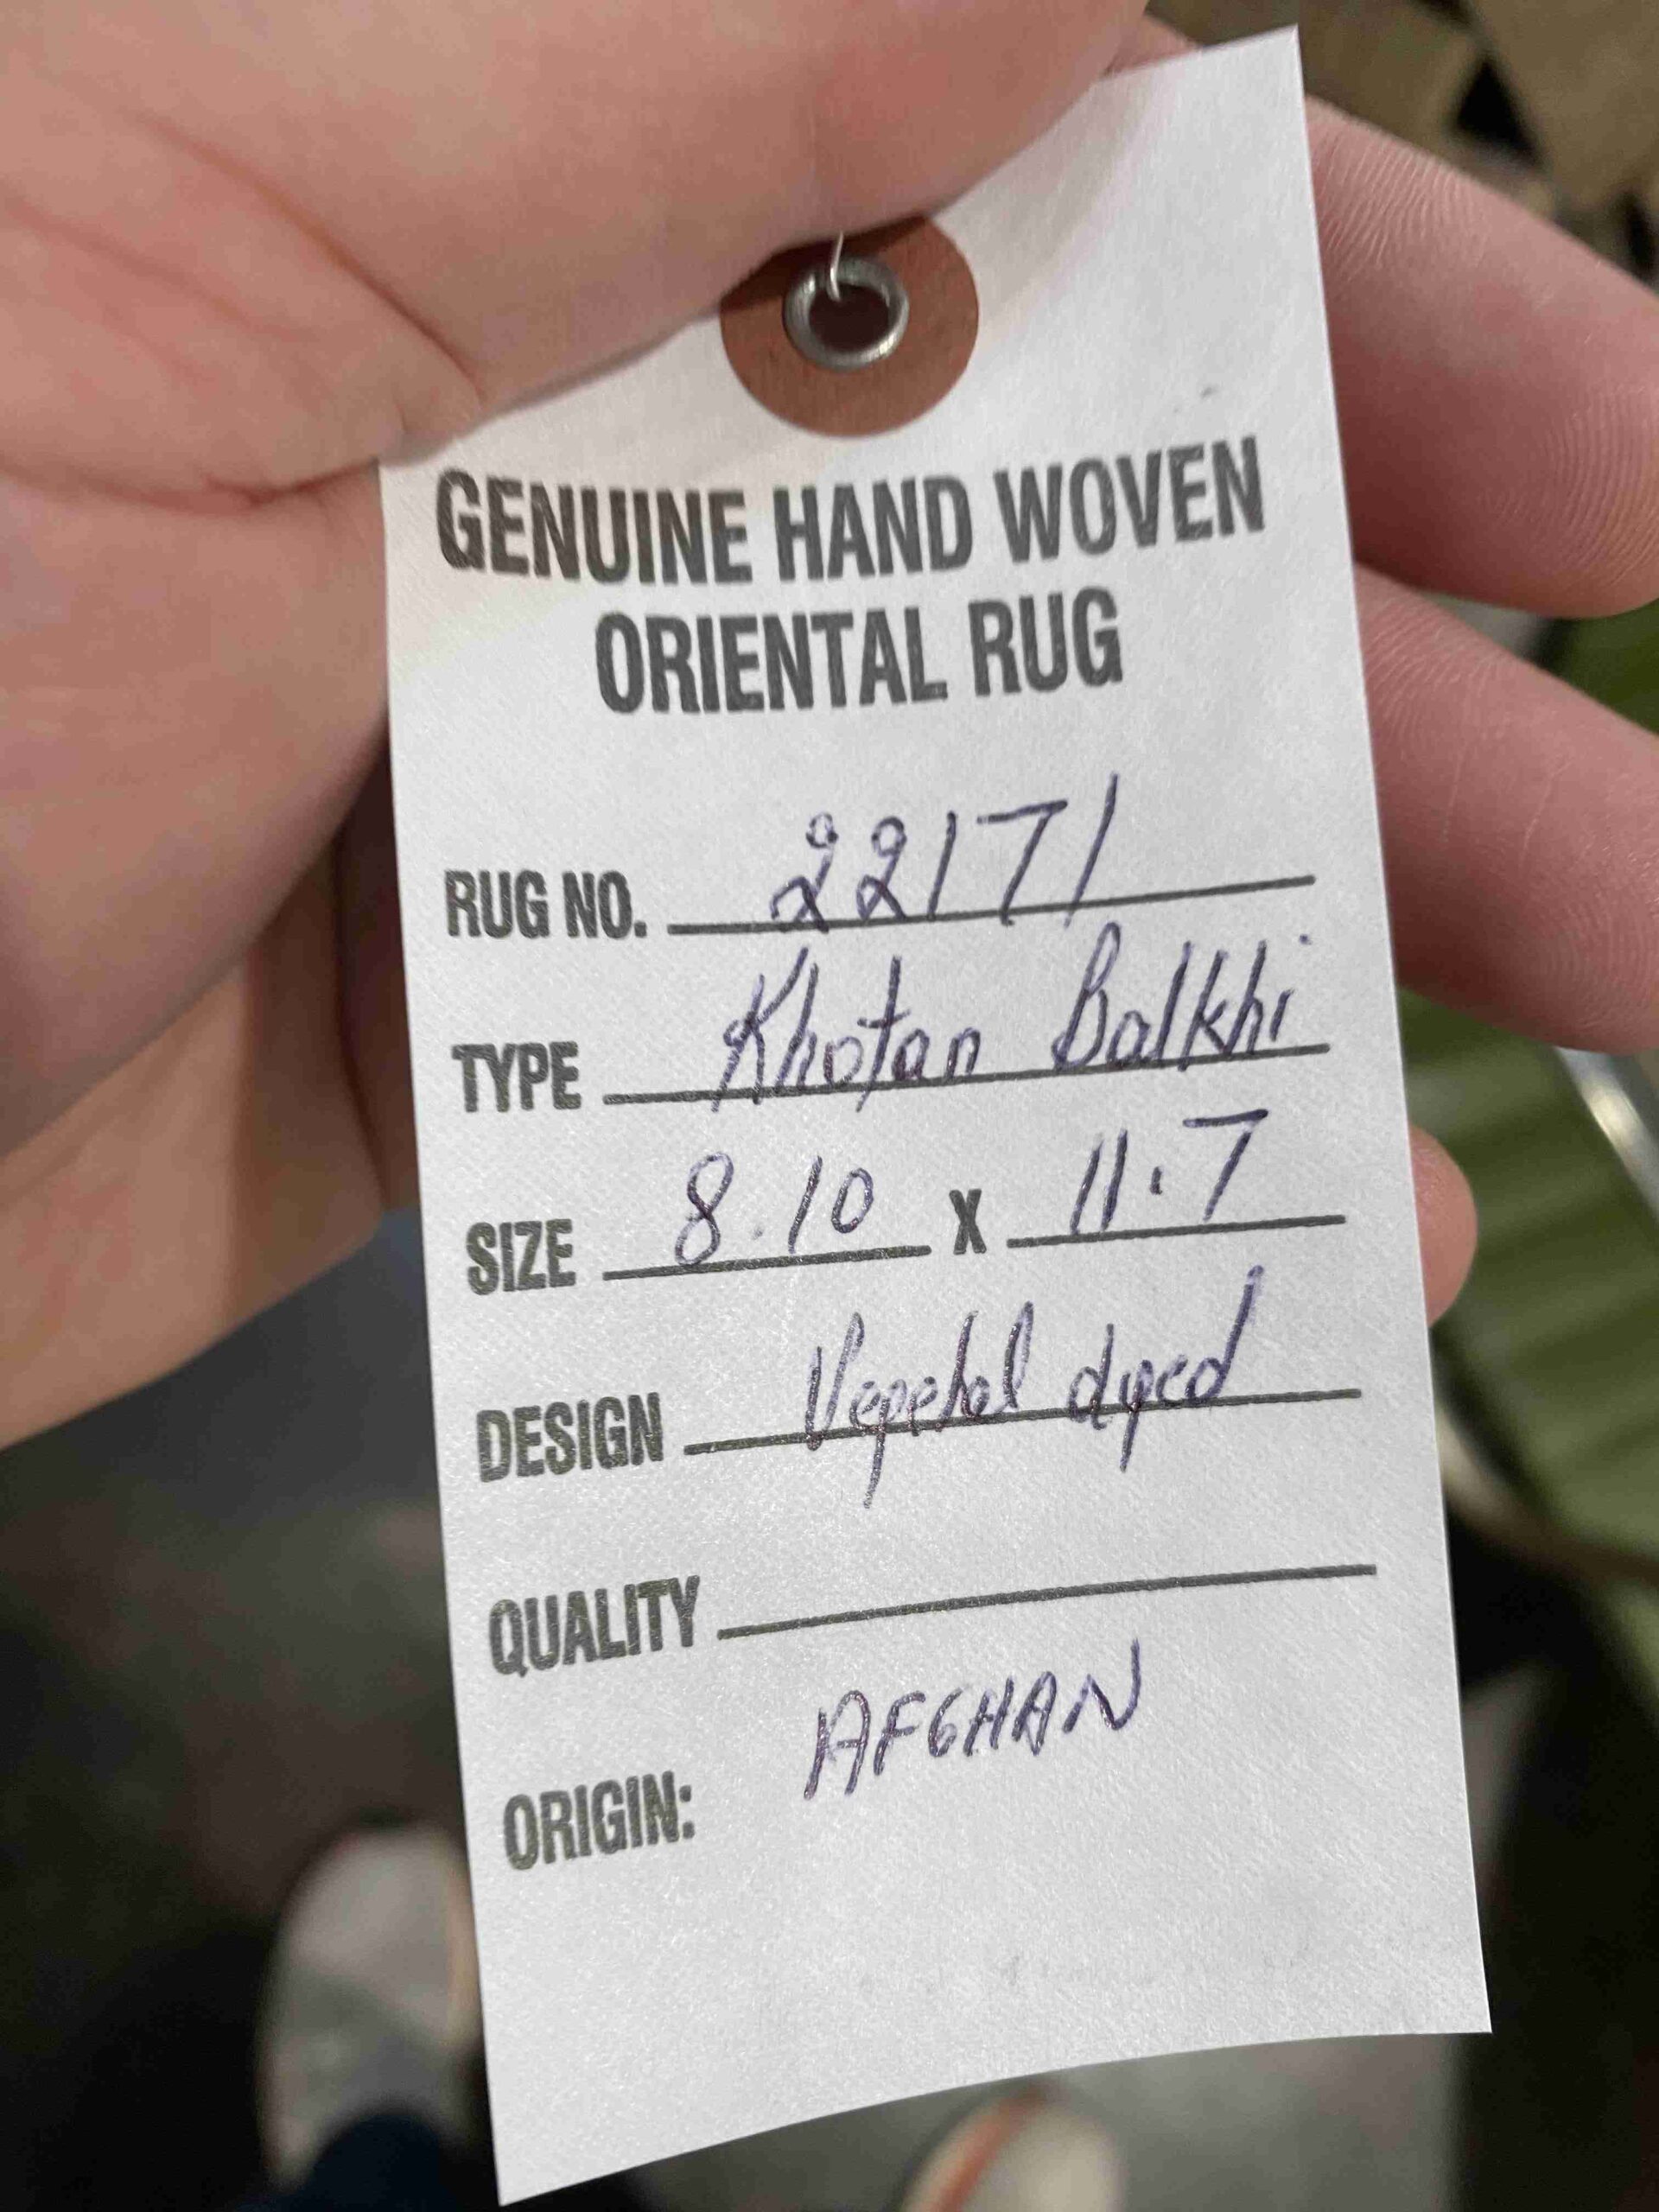 GENUINE HAND WOVEN
ORIENTAL RUG
RUG NO. 22171
TYPE Khotan Balkhi
SIZE 8.10 X 11.7
DESIGN Vegetal dyed
QUALITY
ORIGIN: AFGHAN